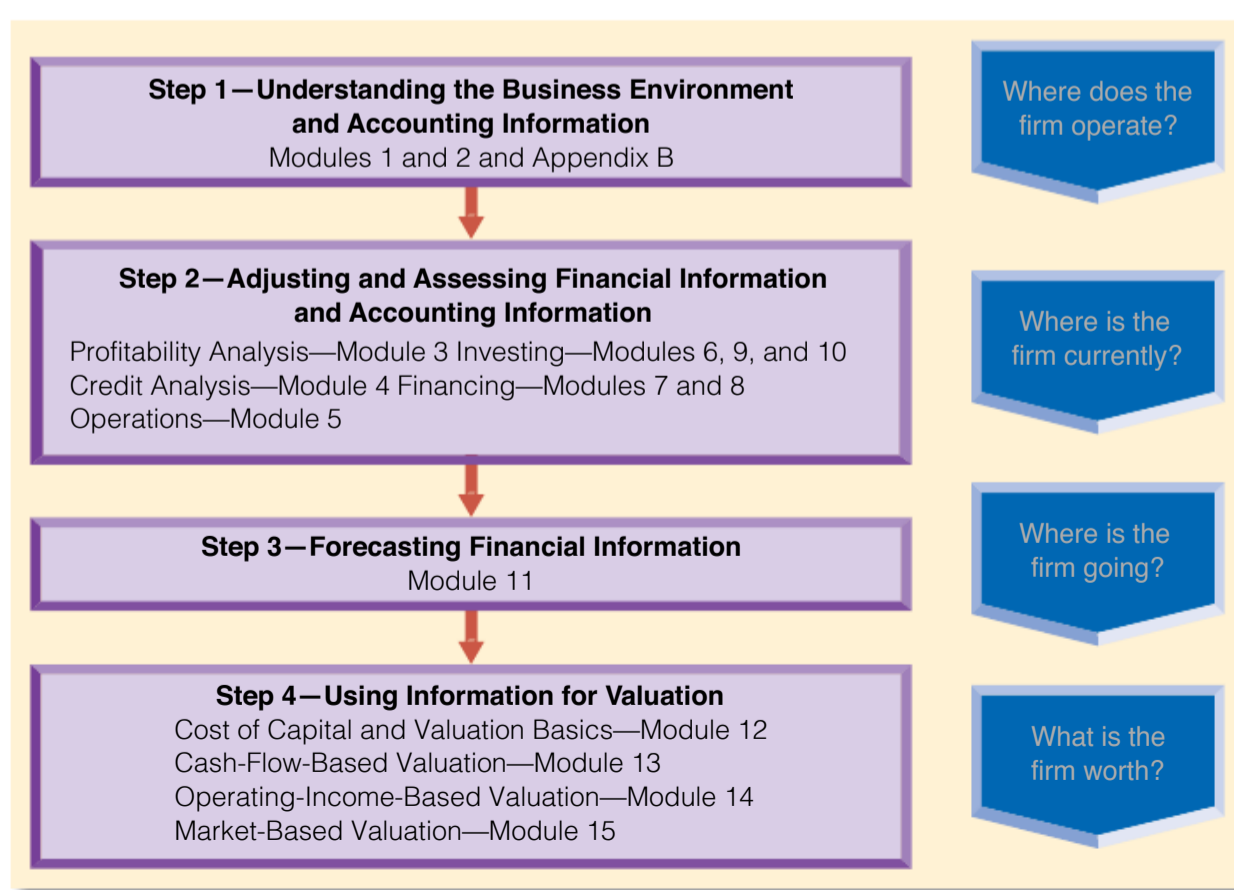 Step 1—Understanding the Business Environment
and Accounting Information
Modules 1 and 2 and Appendix B
Where does the
firm operate?
Step 2—Adjusting and Assessing Financial Information
and Accounting Information
Profitability Analysis—Module 3 Investing—Modules 6, 9, and 10
Credit Analysis—Module 4 Financing—Modules 7 and 8
Operations—Module 5
Where is the
firm currently?
Step 3—Forecasting Financial Information
Module 11
Where is the
firm going?
Step 4—Using Information for Valuation
Cost of Capital and Valuation Basics—Module 12
Cash-Flow-Based Valuation—Module 13
Operating-Income-Based Valuation—Module 14
Market-Based Valuation—Module 15
What is the
firm worth?